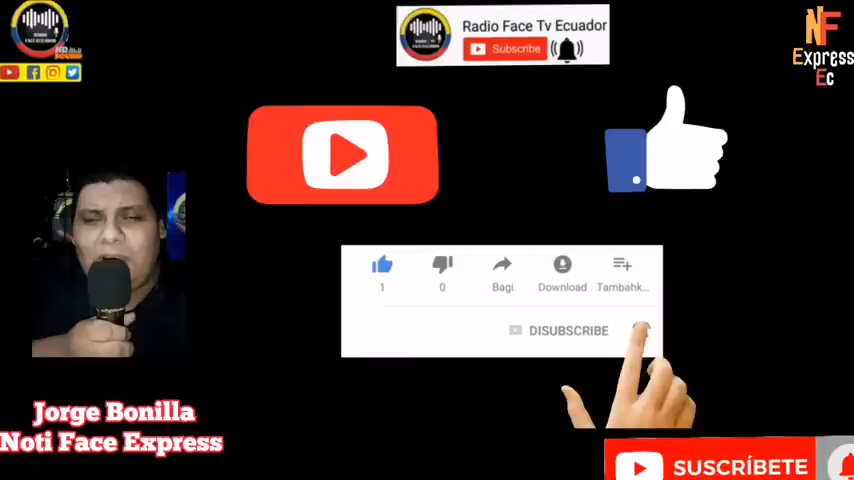 Radio Face Tv Ecuador
Subscribe
NF
Express
Ec
1
0
Bagi
Download
Tambahk...
DISUBSCRIBE
Jorge Bonilla
Noti Face Express
SUSCRÍBETE